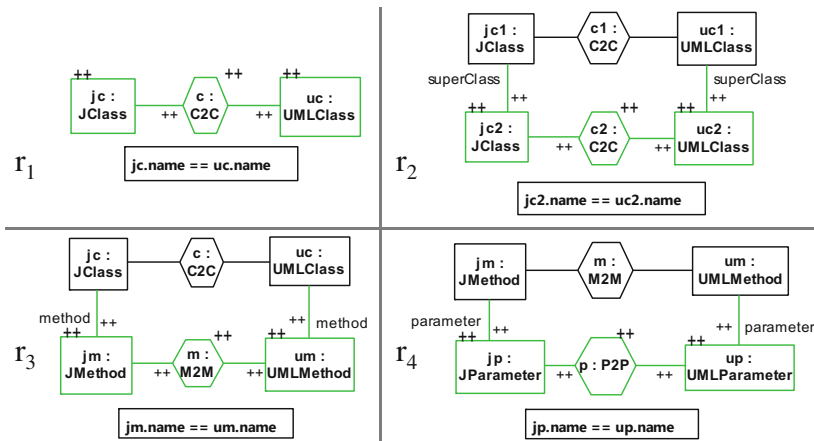 ++
++
++
jc :
JClass
c :
C2C
uc :
UMLClass
++
++
r1
jc.name == uc.name
jc1 :
JClass
c1 :
C2C
uc1 :
UMLClass
superClass
superClass
++
++
++
++
++
jc2 :
JClass
c2 :
C2C
uc2 :
UMLClass
++
++
r2
jc2.name == uc2.name
jc :
JClass
c :
C2C
uc :
UMLClass
method
++
++
method
++
++
++
jm :
JMethod
m :
M2M
um :
UMLMethod
++
++
r3
jm.name == um.name
jm :
JMethod
m :
M2M
um :
UMLMethod
parameter
++
++
parameter
++
++
++
jp :
JParameter
p : P2P
up :
UMLParameter
++
++
r4
jp.name == up.name